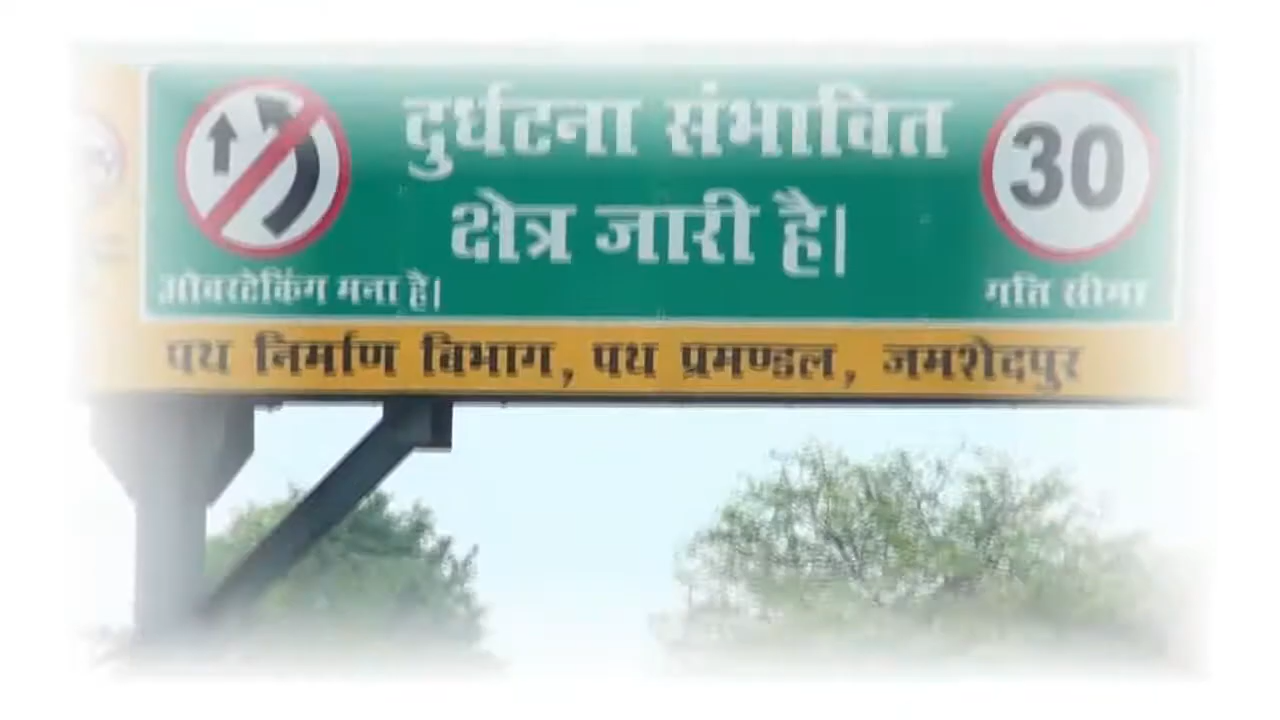 दुर्घटना संभावित
30
क्षेत्र जारी है।
ओवरटेकिंग मना है।
गति सीमा
पथ निर्माण विभाग, पथ प्रमण्डल, जमशेदपुर